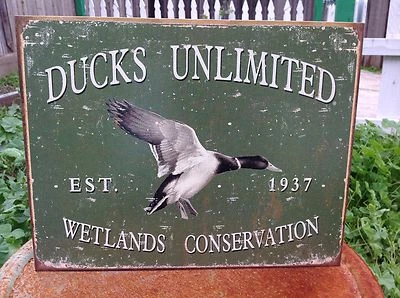 DUCKS UNLIMITED
EST. 1937
WETLANDS CONSERVATION